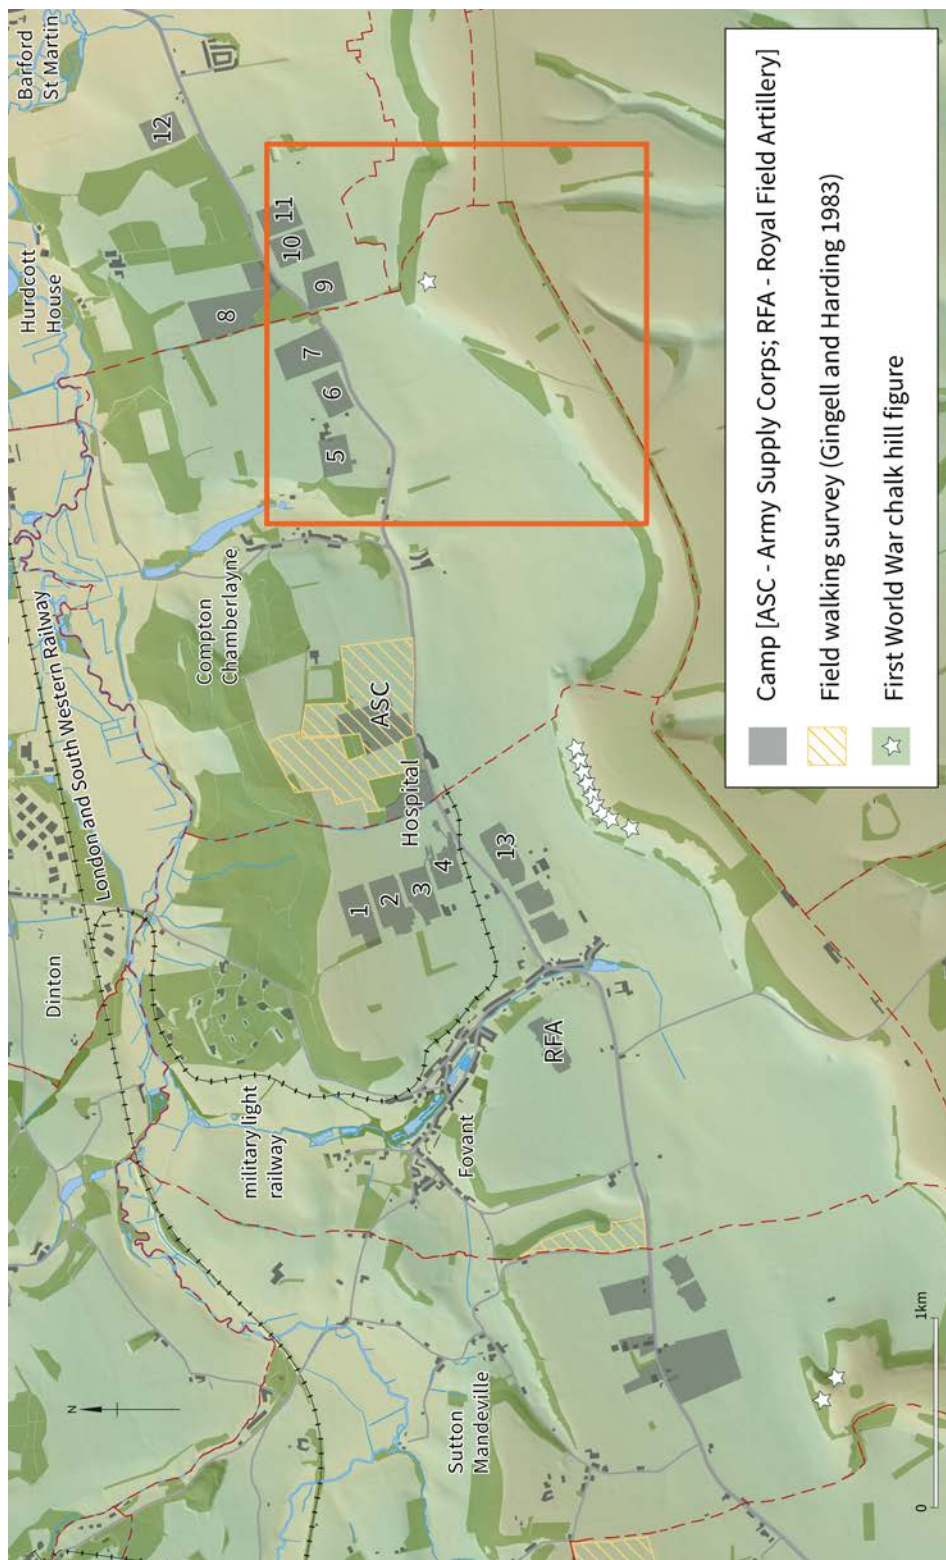 Barford
St Martin
Hurdcott
House
12
11
10
9
8
7
6
5
Compton
Chamberlayne
London and South Western Railway
ASC
Hospital
Dinton
1
2
3
4
13
military light
railway
Fovant
RFA
Sutton
Mandeville
N
0
1km
Camp [ASC - Army Supply Corps; RFA - Royal Field Artillery]
Field walking survey (Gingell and Harding 1983)
First World War chalk hill figure